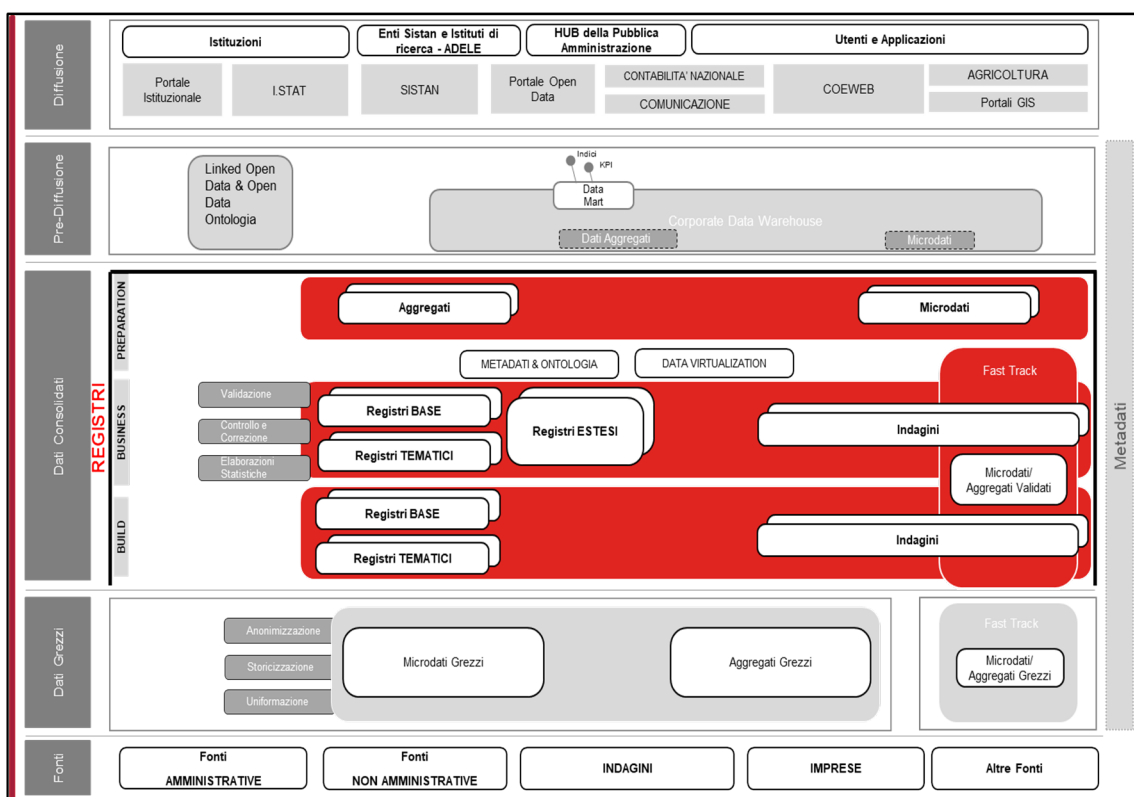 Diffusione
Istituzioni
Enti Sistan e Istituti di
ricerca - ADELE
HUB della Pubblica
Amministrazione
Utenti e Applicazioni
Portale
Istituzionale
I.STAT
SISTAN
Portale Open
Data
CONTABILITA' NAZIONALE
COMUNICAZIONE
COEWEB
AGRICOLTURA
Portali GIS
Pre-Diffusione
Linked Open
Data & Open
Data
Ontologia
Indici
KPI
Data
Mart
Corporate Data Warehouse
Dati Aggregati
Microdati
Metadati
Dati Consolidati
REGISTRI
PREPARATION
Aggregati
Microdati
METADATI & ONTOLOGIA
DATA VIRTUALIZATION
Fast Track
BUSINESS
Validazione
Controllo e
Correzione
Elaborazioni
Statistiche
Registri BASE
Registri TEMATICI
Registri ESTESI
Indagini
Microdati/
Aggregati Validati
BUILD
Registri BASE
Registri TEMATICI
Indagini
Dati Grezzi
Anonimizzazione
Storicizzazione
Uniformazione
Microdati Grezzi
Aggregati Grezzi
Fast Track
Microdati/
Aggregati Grezzi
Fonti
Fonti
AMMINISTRATIVE
Fonti
NON AMMINISTRATIVE
INDAGINI
IMPRESE
Altre Fonti